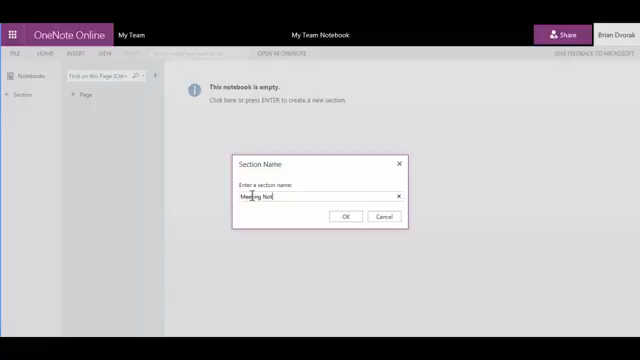 OneNote Online My Team My Team Notebook Share Brian Dvorak
FILE HOME INSERT VIEW OPEN IN ONENOTE GIVE FEEDBACK TO MICROSOFT
Notebooks Find on this Page (Ctrl +
+ Section + Page
This notebook is empty.
Click here or press ENTER to create a new section.
Section Name
Enter a section name:
Meeting Not
OK Cancel